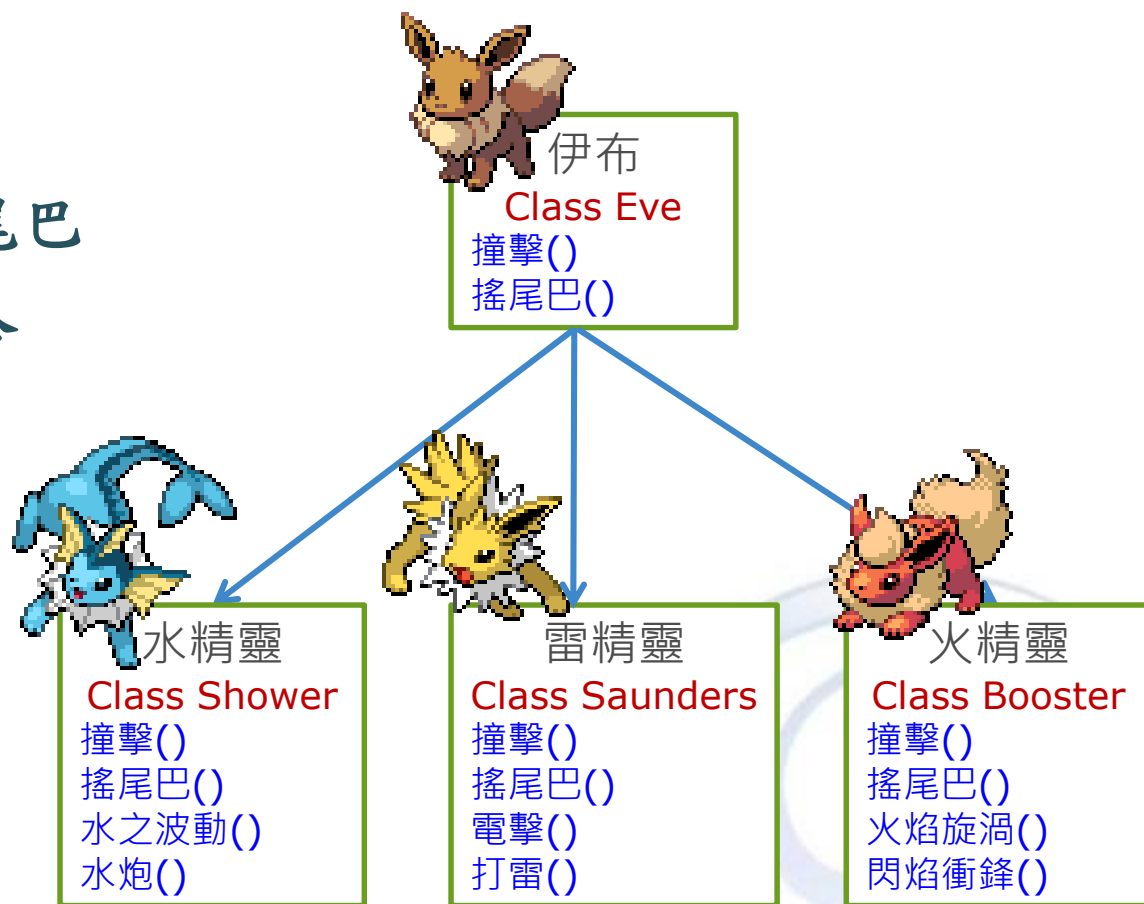 尾巴
伊布
Class Eve
撞擊()
搖尾巴()
水精靈
Class Shower
撞擊()
搖尾巴()
水之波動()
水炮()
雷精靈
Class Saunders
撞擊()
搖尾巴()
電擊()
打雷()
火精靈
Class Booster
撞擊()
搖尾巴()
火焰旋渦()
閃焰衝鋒()